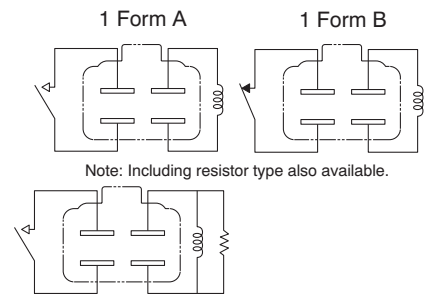 1 Form A
1 Form B
Note: Including resistor type also available.